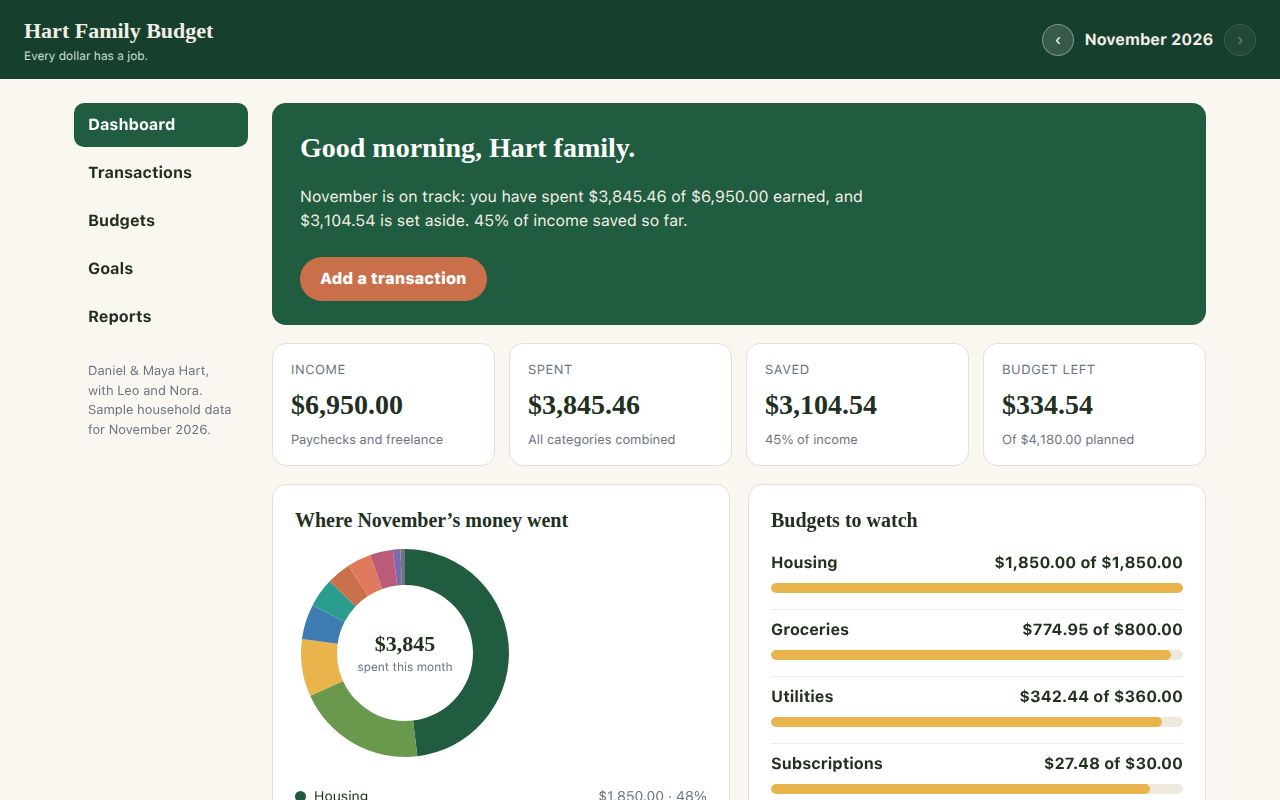 Hart Family Budget
Every dollar has a job.
‹ November 2026 ›
Dashboard
Transactions
Budgets
Goals
Reports
Daniel & Maya Hart,
with Leo and Nora.
Sample household data
for November 2026.
Good morning, Hart family.
November is on track: you have spent $3,845.46 of $6,950.00 earned, and
$3,104.54 is set aside. 45% of income saved so far.
Add a transaction
INCOME
$6,950.00
Paychecks and freelance
SPENT
$3,845.46
All categories combined
SAVED
$3,104.54
45% of income
BUDGET LEFT
$334.54
Of $4,180.00 planned
Where November’s money went
$3,845
spent this month
Housing $1,850.00 · 48%
Budgets to watch
Housing $1,850.00 of $1,850.00
Groceries $774.95 of $800.00
Utilities $342.44 of $360.00
Subscriptions $27.48 of $30.00